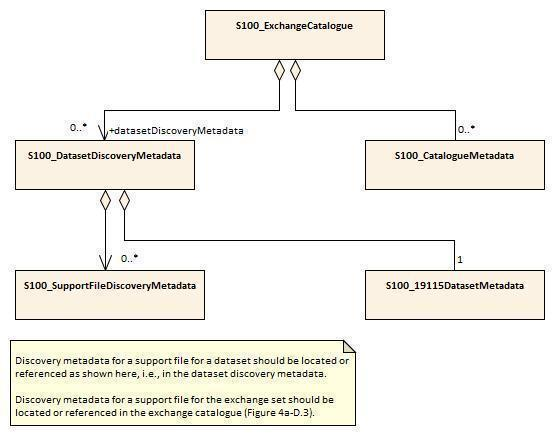 S100_ExchangeCatalogue
0..*
+datasetDiscoveryMetadata
0..*
S100_DatasetDiscoveryMetadata
S100_CatalogueMetadata
0..*
1
S100_SupportFileDiscoveryMetadata
S100_19115DatasetMetadata
Discovery metadata for a support file for a dataset should be located or
referenced as shown here, i.e., in the dataset discovery metadata.
Discovery metadata for a support file for the exchange set should be
located or referenced in the exchange catalogue (Figure 4a-D.3).